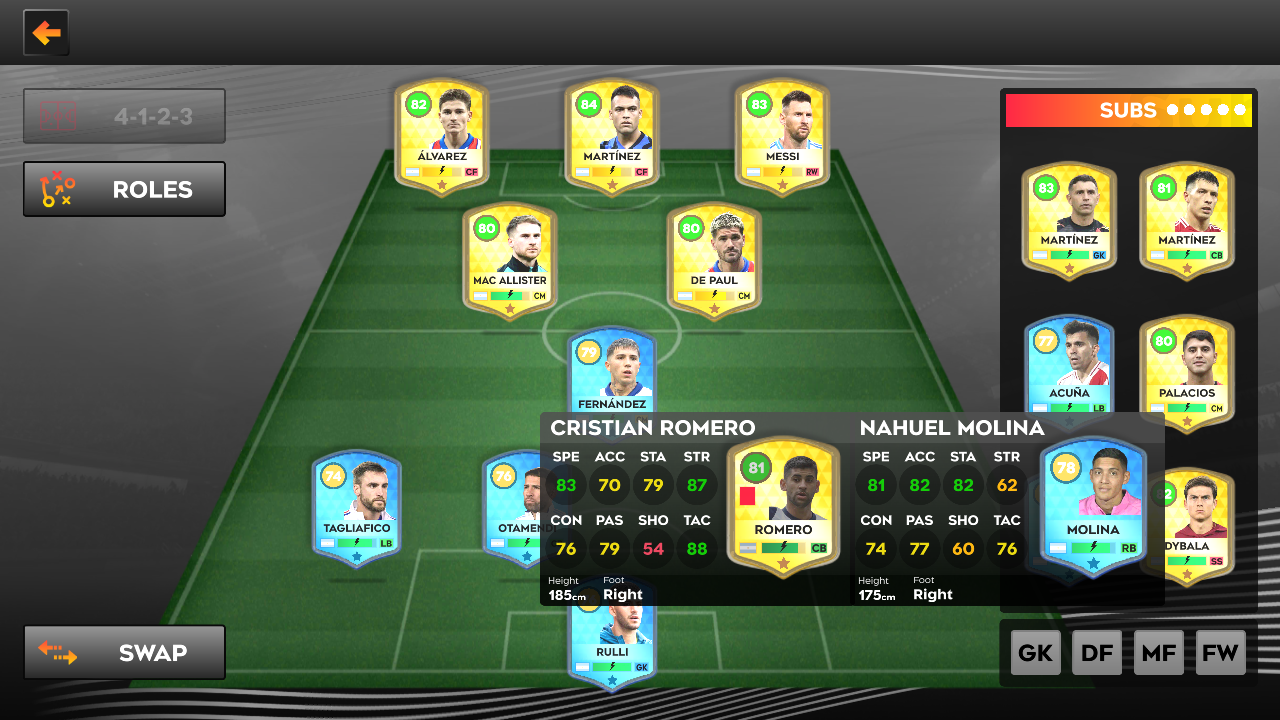 4-1-2-3
ROLES
SWAP
82
ÁLVAREZ
CF
84
MARTÍNEZ
CF
83
MESSI
RW
80
MAC ALLISTER
CM
80
DE PAUL
CM
79
FERNÁNDEZ
74
TAGLIAFICO
LB
76
OTAMEN
RULLI
GK
SUBS
83
MARTÍNEZ
GK
81
MARTÍNEZ
CB
77
ACUÑA
LB
80
PALACIOS
CM
2
DYBALA
SS
CRISTIAN ROMERO
SPE ACC STA STR
83 70 79 87
CON PAS SHO TAC
76 79 54 88
Height Foot
185cm Right
81
ROMERO
CB
NAHUEL MOLINA
SPE ACC STA STR
81 82 82 62
CON PAS SHO TAC
74 77 60 76
Height Foot
175cm Right
78
MOLINA
RB
GK DF MF FW